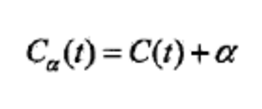 Cα(t) = C(t) + α